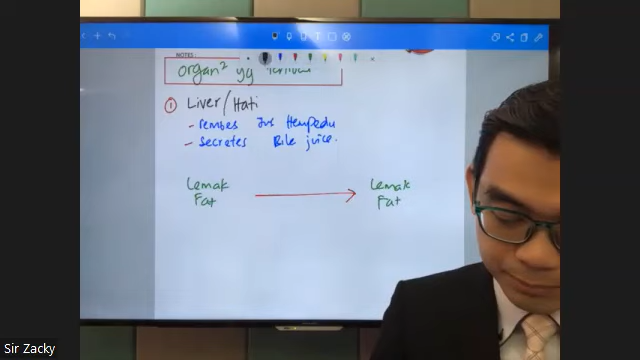 NOTES:
organ² yg
① Liver/Hati
- rembes Jus Hempedu
- secretes Bile juice.
Lemak Lemak
Fat Fat
Sir Zacky